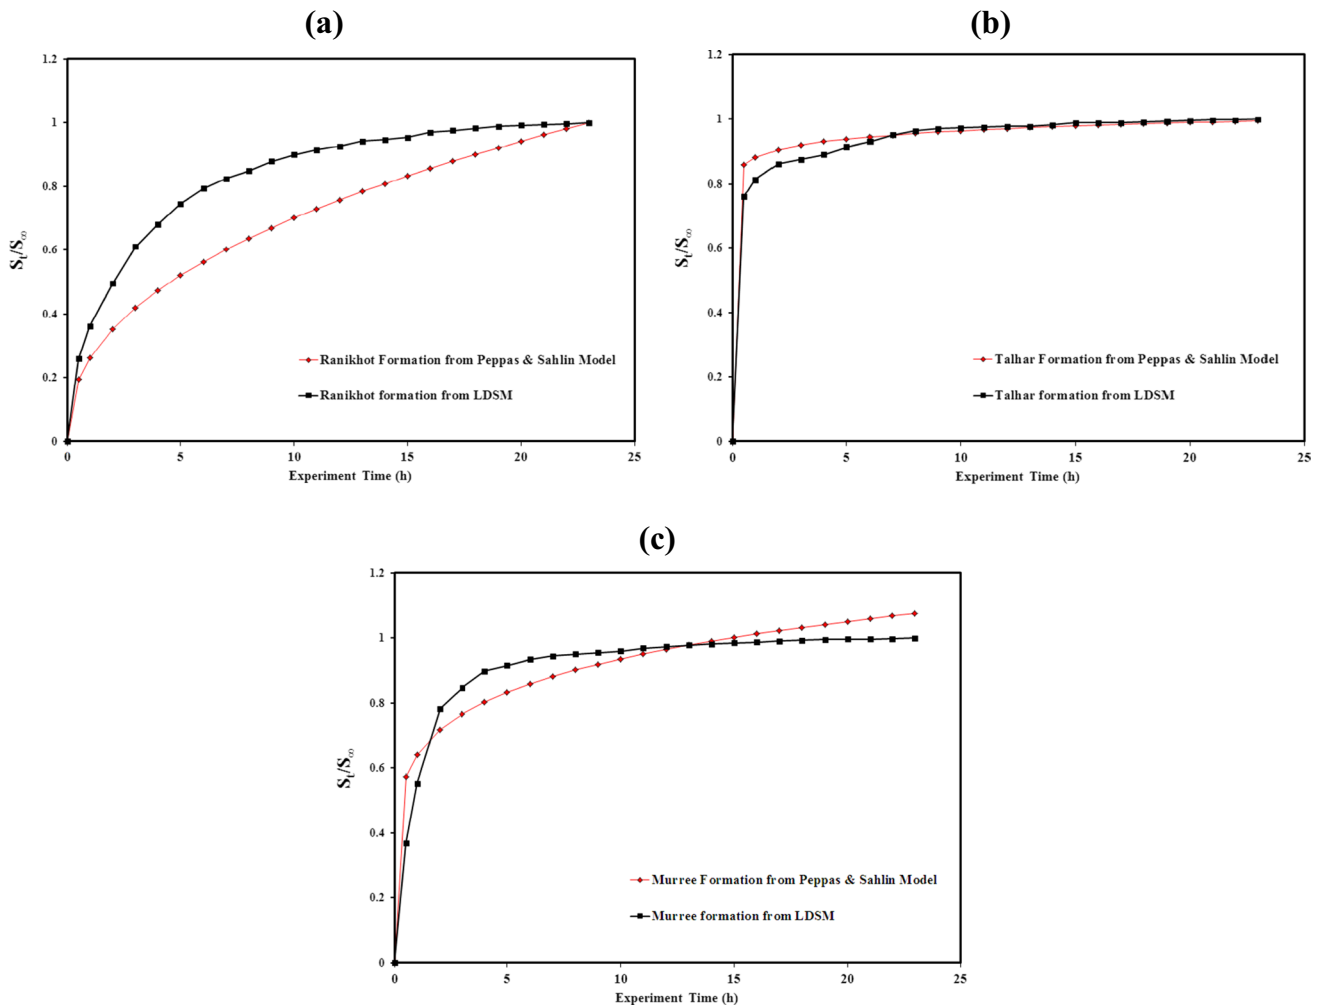 (a)
1.2
1
0.8
0.6
0.4
0.2
0
St/S∞
0 5 10 15 20 25
Experiment Time (h)
Ranikhot Formation from Peppas & Sahlin Model
Ranikhot formation from LDSM
(b)
1.2
1
0.8
0.6
0.4
0.2
0
St/S∞
0 5 10 15 20 25
Experiment Time (h)
Talhar Formation from Peppas & Sahlin Model
Talhar formation from LDSM
(c)
1.2
1
0.8
0.6
0.4
0.2
0
St/S∞
0 5 10 15 20 25
Experiment Time (h)
Murree Formation from Peppas & Sahlin Model
Murree formation from LDSM